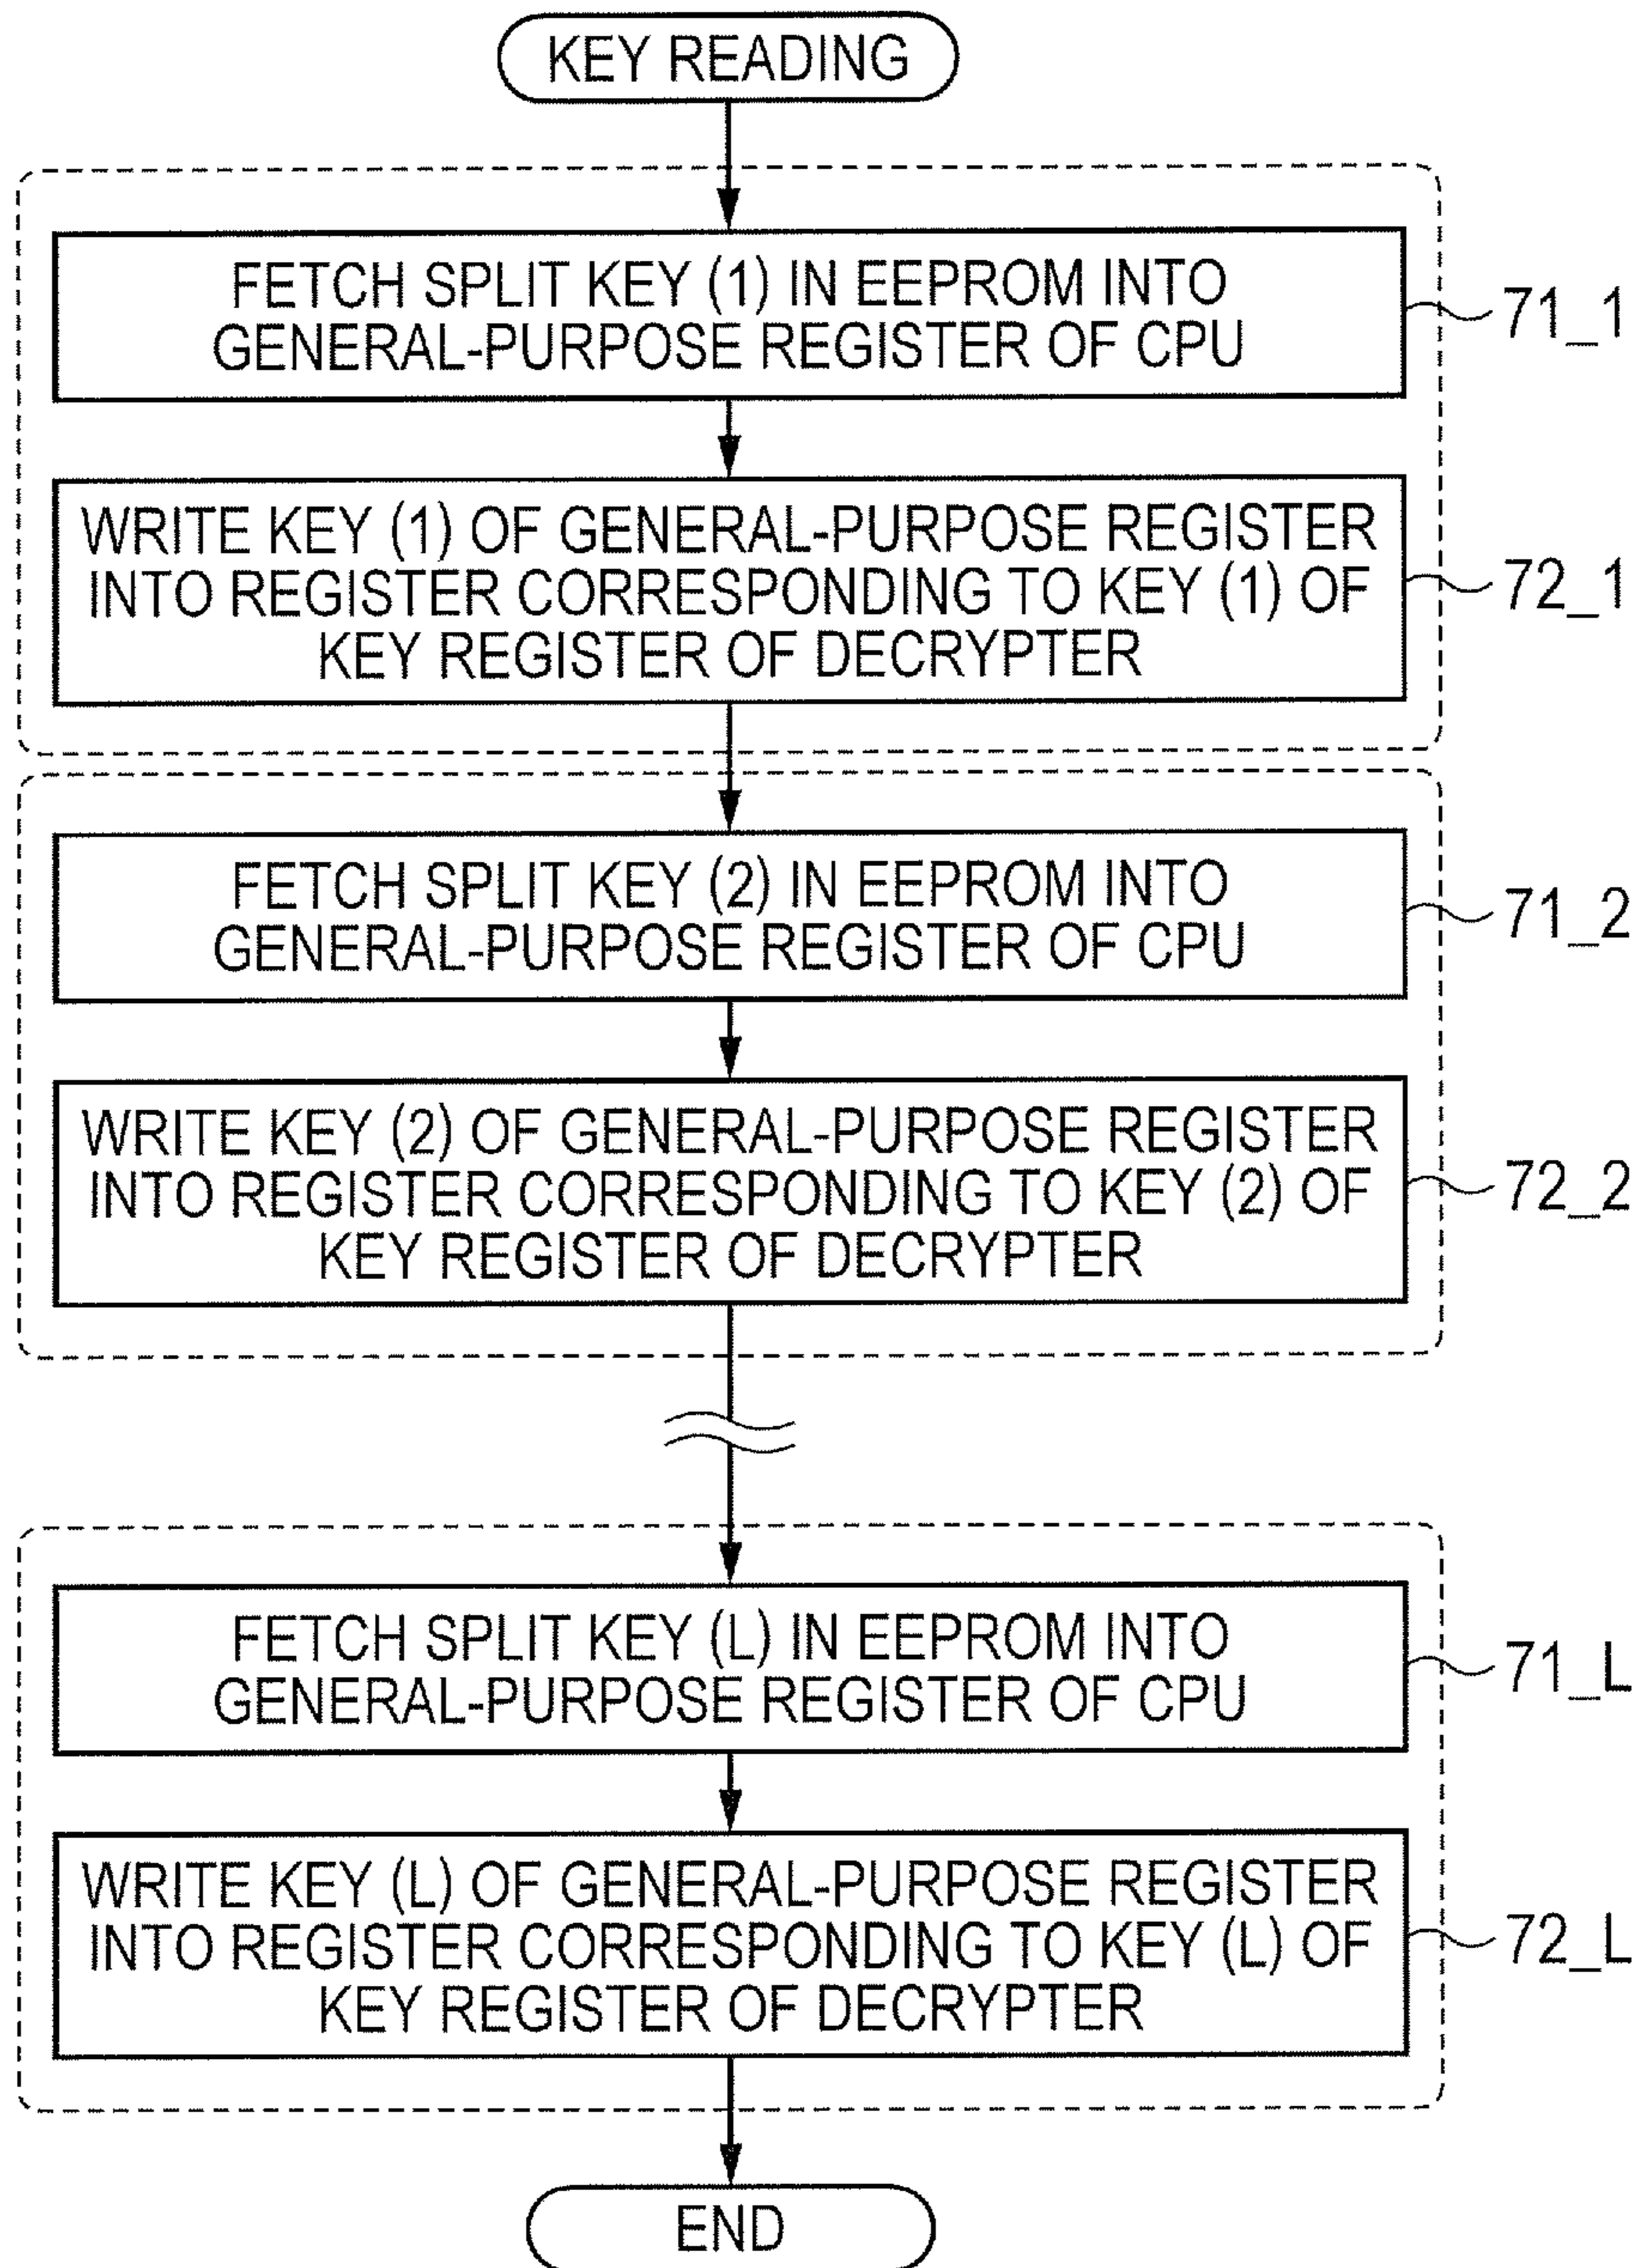 KEY READING
FETCH SPLIT KEY (1) IN EEPROM INTO
GENERAL-PURPOSE REGISTER OF CPU
71_1
WRITE KEY (1) OF GENERAL-PURPOSE REGISTER
INTO REGISTER CORRESPONDING TO KEY (1) OF
KEY REGISTER OF DECRYPTER
72_1
FETCH SPLIT KEY (2) IN EEPROM INTO
GENERAL-PURPOSE REGISTER OF CPU
71_2
WRITE KEY (2) OF GENERAL-PURPOSE REGISTER
INTO REGISTER CORRESPONDING TO KEY (2) OF
KEY REGISTER OF DECRYPTER
72_2
FETCH SPLIT KEY (L) IN EEPROM INTO
GENERAL-PURPOSE REGISTER OF CPU
71_L
WRITE KEY (L) OF GENERAL-PURPOSE REGISTER
INTO REGISTER CORRESPONDING TO KEY (L) OF
KEY REGISTER OF DECRYPTER
72_L
END